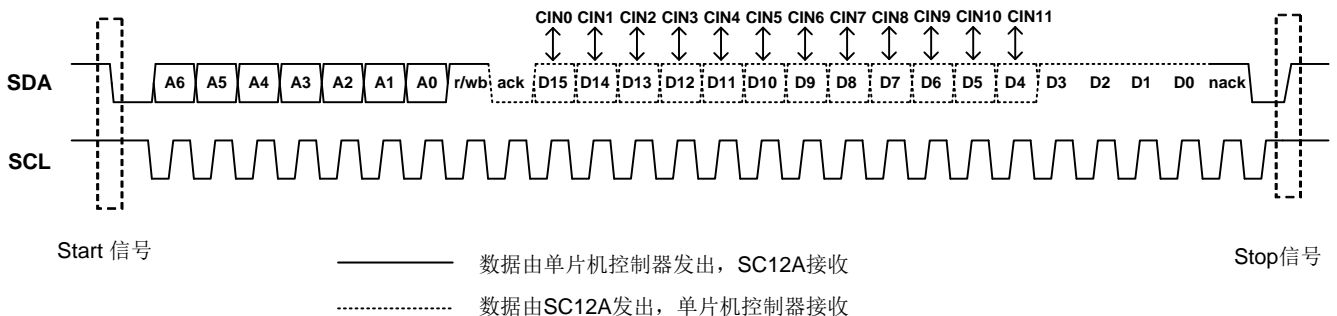 CIN0 CIN1 CIN2 CIN3 CIN4 CIN5 CIN6 CIN7 CIN8 CIN9 CIN10 CIN11
SDA A6 A5 A4 A3 A2 A1 A0 r/wb ack D15 D14 D13 D12 D11 D10 D9 D8 D7 D6 D5 D4 D3 D2 D1 D0 nack
SCL
Start 信号 Stop信号
数据由单片机控制器发出，SC12A接收
数据由SC12A发出，单片机控制器接收